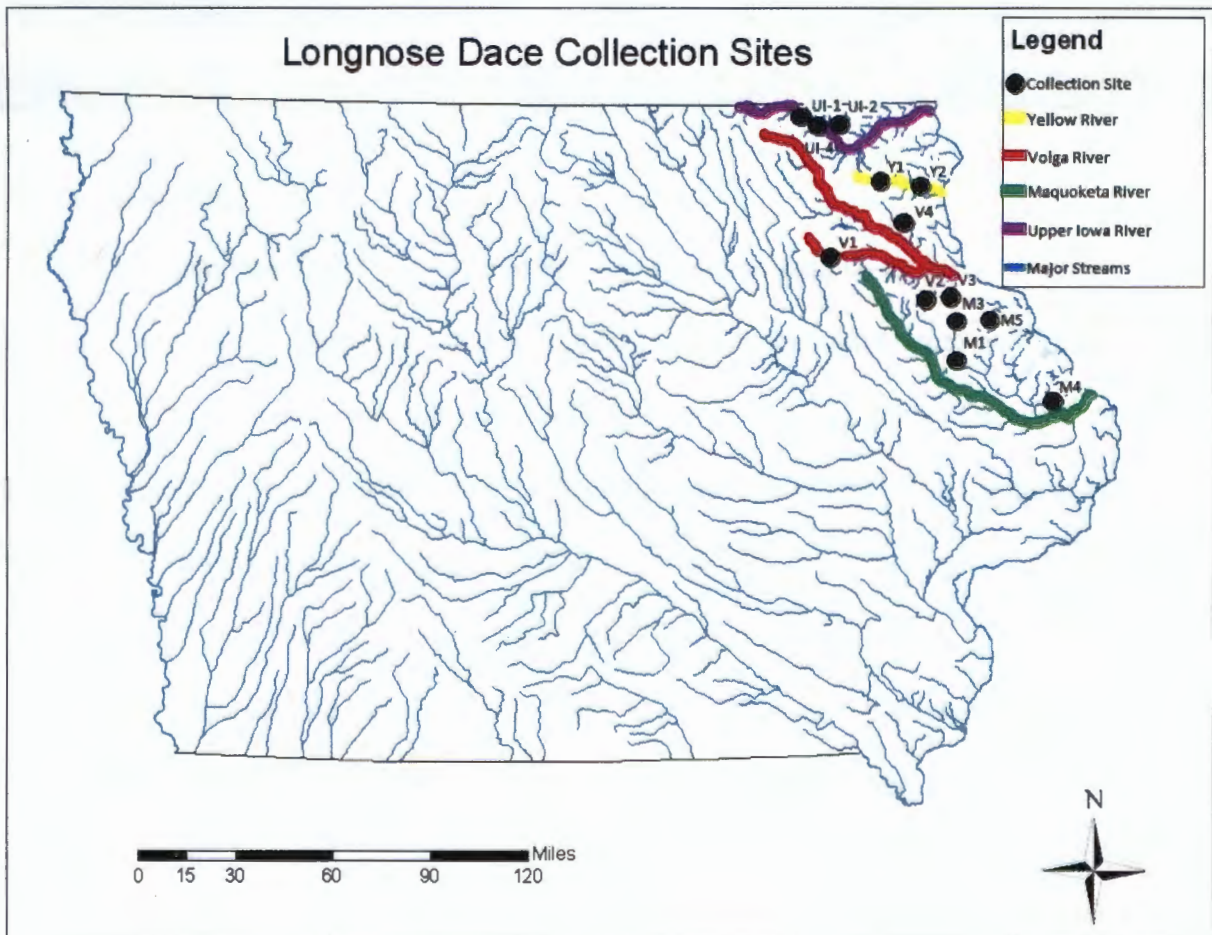 Longnose Dace Collection Sites
Legend
Collection Site
Yellow River
Volga River
Maquoketa River
Upper Iowa River
Major Streams
UI-1 UI-2
UI-4
Y1
Y2
V4
V1
V2
V3
M3
M5
M1
M4
N
Miles
0 15 30 60 90 120